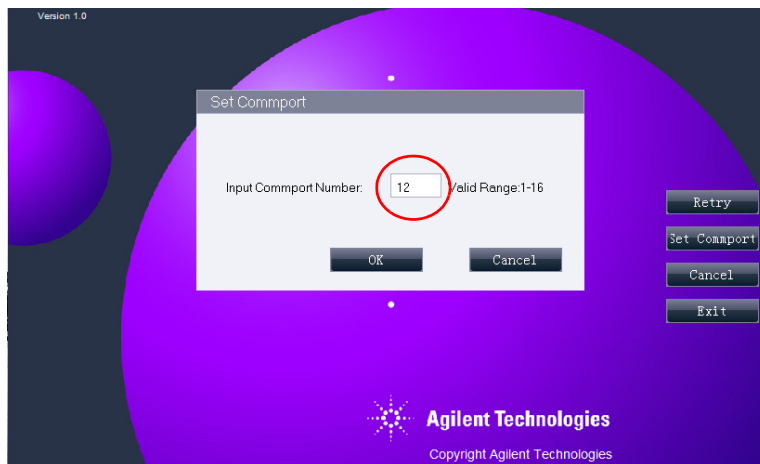 Version 1.0
Set Commport
Input Commport Number: 12 Valid Range:1-16
OK Cancel
Retry
Set Commport
Cancel
Exit
Agilent Technologies
Copyright Agilent Technologies